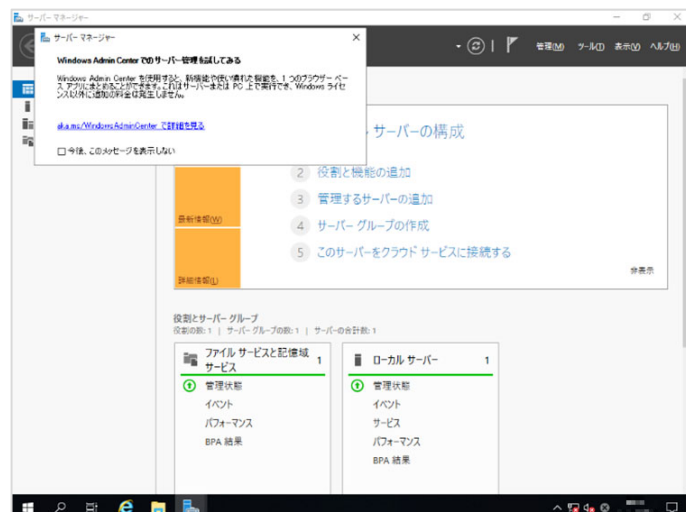 サーバー マネージャー
サーバー マネージャー
Windows Admin Center でのサーバー管理を試してみる
Windows Admin Center を使用すると、新機能や使い慣れた機能を、1 つのブラウザー ベー
ス アプリにまとめることができます。これはサーバーまたは PC 上で実行でき、Windows ライセ
ンス以外に追加の料金は発生しません。
aka.ms/WindowsAdminCenter で詳細を見る
今後、このメッセージを表示しない
管理(M) ツール(T) 表示(V) ヘルプ(H)
サーバーの構成
2 役割と機能の追加
3 管理するサーバーの追加
最新情報(W)
4 サーバー グループの作成
5 このサーバーをクラウド サービスに接続する
詳細情報(L)
非表示
役割とサーバー グループ
役割の数: 1 | サーバー グループの数: 1 | サーバーの合計数: 1
ファイル サービスと記憶域
サービス
1
管理状態
イベント
パフォーマンス
BPA 結果
ローカル サーバー 1
管理状態
イベント
サービス
パフォーマンス
BPA 結果